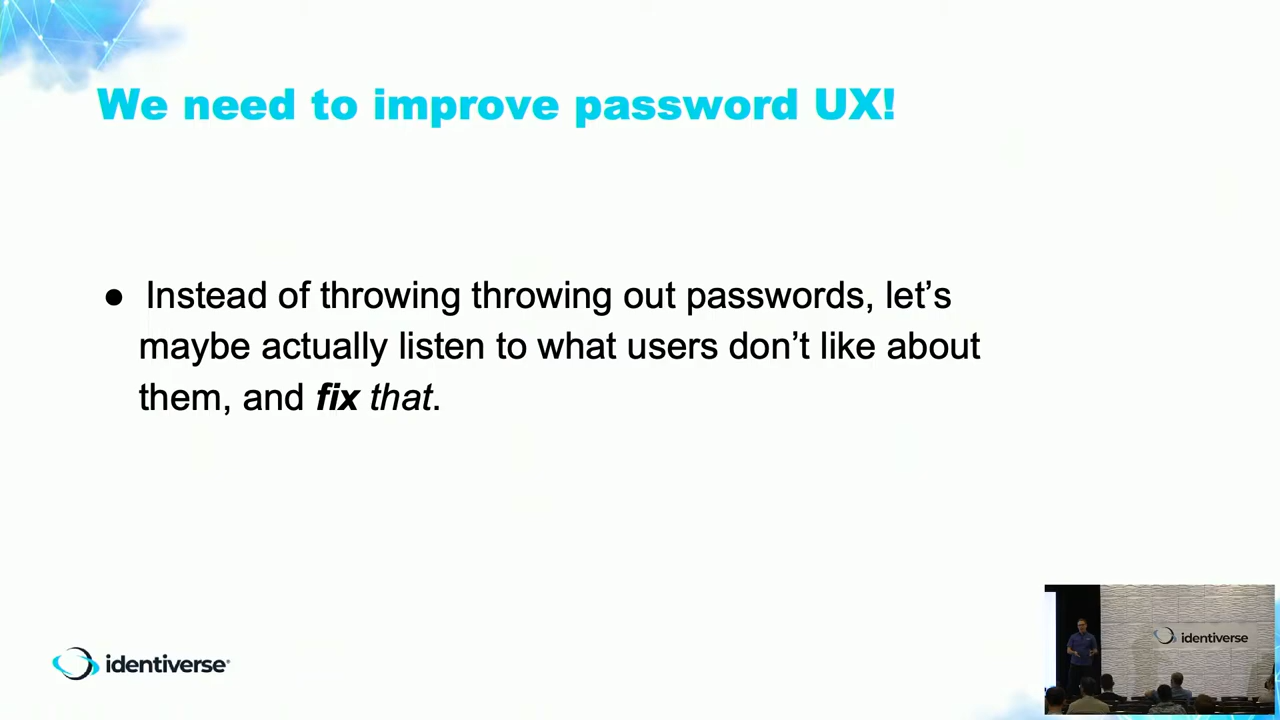 We need to improve password UX!
● Instead of throwing throwing out passwords, let’s
maybe actually listen to what users don’t like about
them, and fix that.
identiverse®
identiverse